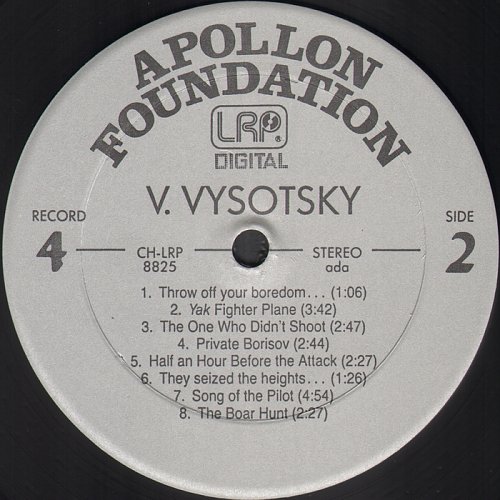 APOLLON
FOUNDATION
LRP®
DIGITAL
V. VYSOTSKY
RECORD
4
CH-LRP
8825
STEREO
ada
SIDE
2
1. Throw off your boredom... (1:06)
2. Yak Fighter Plane (3:42)
3. The One Who Didn't Shoot (2:47)
4. Private Borisov (2:44)
5. Half an Hour Before the Attack (2:27)
6. They seized the heights... (1:26)
7. Song of the Pilot (4:54)
8. The Boar Hunt (2:27)